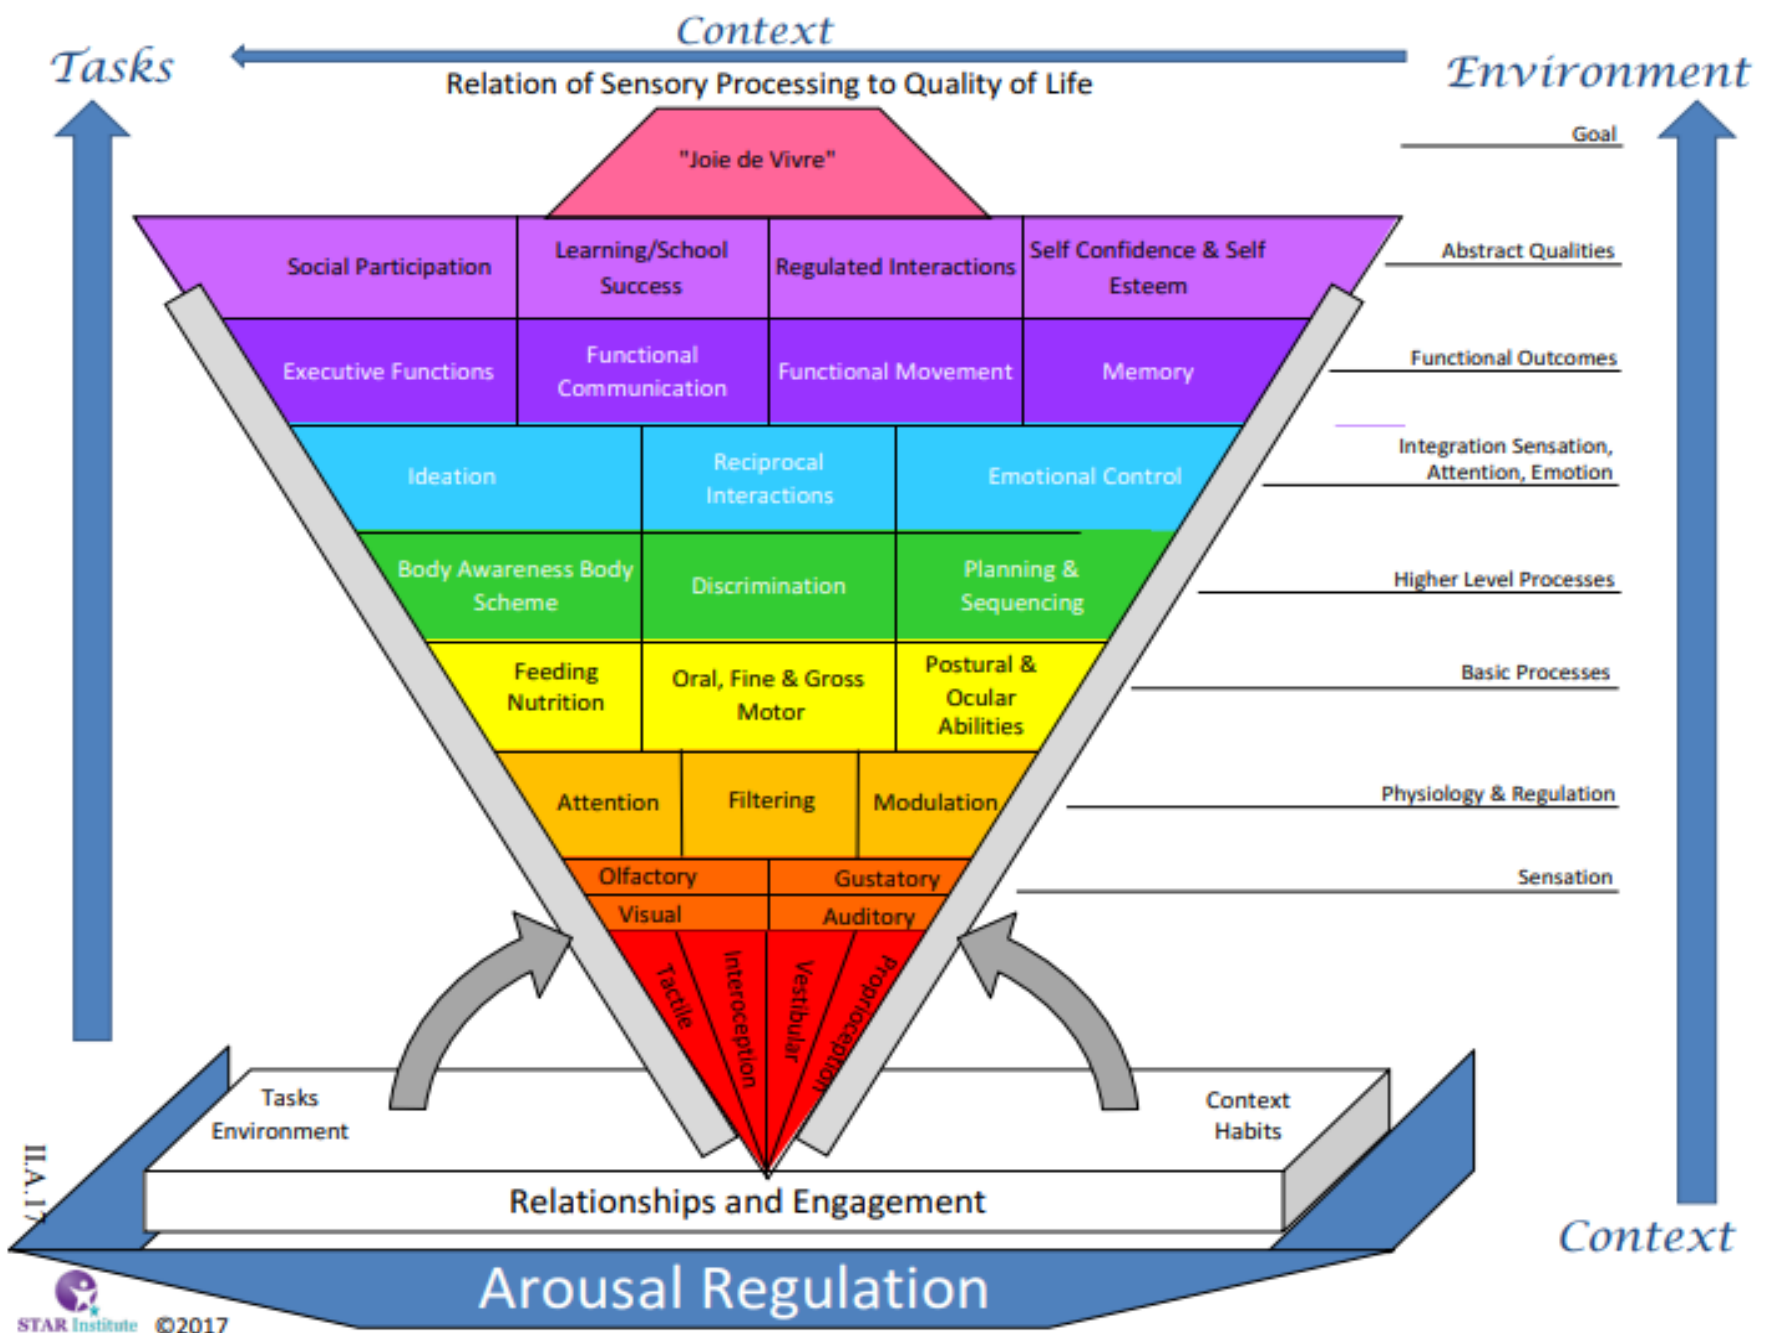 Context
Tasks
Environment
Relation of Sensory Processing to Quality of Life
Goal
"Joie de Vivre"
Social Participation
Learning/School
Success
Regulated Interactions
Self Confidence & Self
Esteem
Abstract Qualities
Executive Functions
Functional
Communication
Functional Movement
Memory
Functional Outcomes
Ideation
Reciprocal
Interactions
Emotional Control
Integration Sensation,
Attention, Emotion
Body Awareness Body
Scheme
Discrimination
Planning &
Sequencing
Higher Level Processes
Feeding
Nutrition
Oral, Fine & Gross
Motor
Postural &
Ocular
Abilities
Basic Processes
Attention
Filtering
Modulation
Physiology & Regulation
Olfactory
Gustatory
Sensation
Visual
Auditory
Tactile
Interoception
Vestibular
Proprioception
Tasks
Environment
Context
Habits
Relationships and Engagement
Context
II.A.17
Arousal Regulation
STAR Institute ©2017